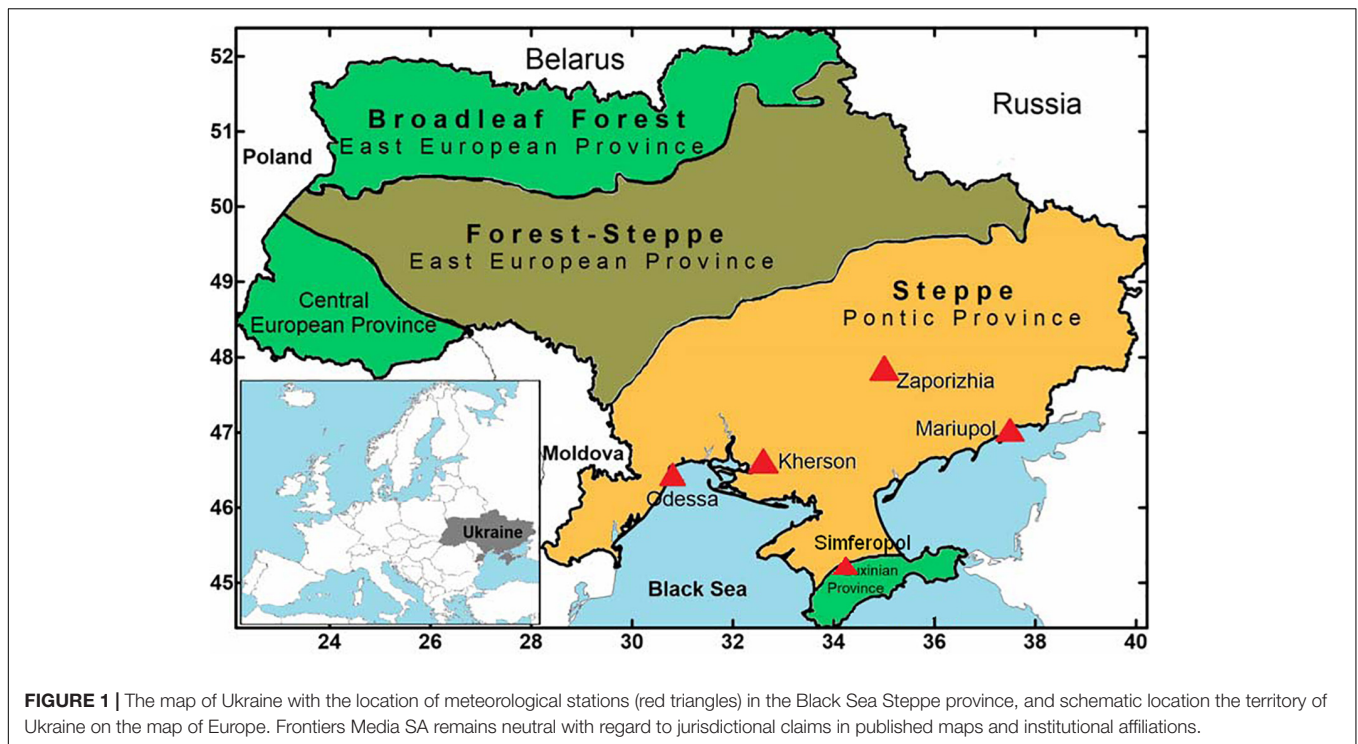 52
51
50
49
48
47
46
45
Belarus
Russia
Broadleaf Forest
East European Province
Poland
Forest-Steppe
East European Province
Central
European Province
Steppe
Pontic Province
Zaporizhia
Mariupol
Moldova
Kherson
Odessa
Simferopol
Province
Black Sea
Ukraine
24 26 28 30 32 34 36 38 40
FIGURE 1 | The map of Ukraine with the location of meteorological stations (red triangles) in the Black Sea Steppe province, and schematic location the territory of
Ukraine on the map of Europe. Frontiers Media SA remains neutral with regard to jurisdictional claims in published maps and institutional affiliations.